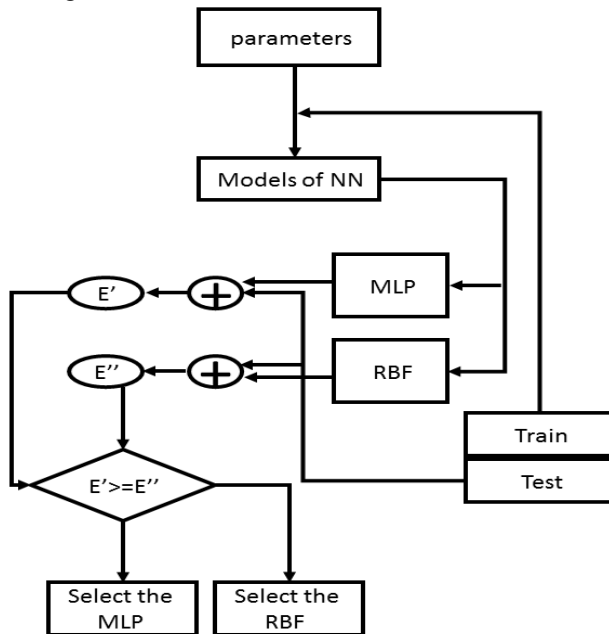 parameters
Models of NN
MLP
E'
+
RBF
E''
+
Train
Test
E'>=E''
Select the
MLP
Select the
RBF